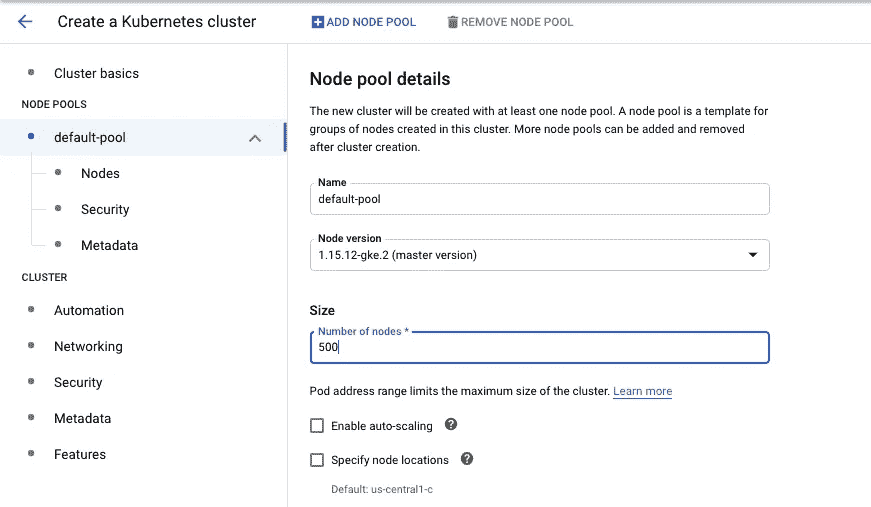 Create a Kubernetes cluster
ADD NODE POOL
REMOVE NODE POOL
Cluster basics
NODE POOLS
default-pool
Nodes
Security
Metadata
CLUSTER
Automation
Networking
Security
Metadata
Features
Node pool details
The new cluster will be created with at least one node pool. A node pool is a template for
groups of nodes created in this cluster. More node pools can be added and removed
after cluster creation.
Name
default-pool
Node version
1.15.12-gke.2 (master version)
Size
Number of nodes *
500
Pod address range limits the maximum size of the cluster. Learn more
Enable auto-scaling ?
Specify node locations ?
Default: us-central1-c